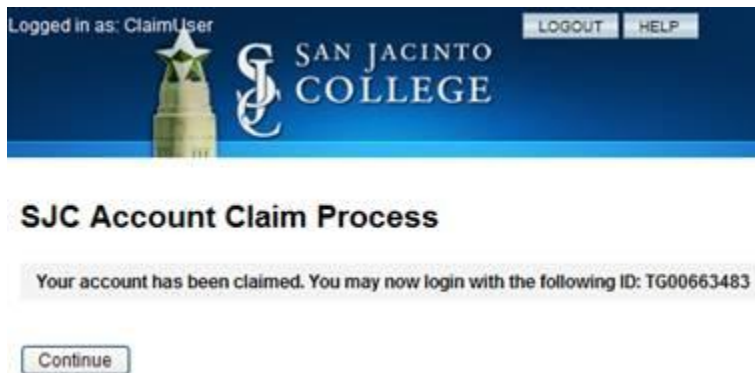 Logged in as: ClaimUser
LOGOUT HELP
SJC SAN JACINTO
COLLEGE
SJC Account Claim Process
Your account has been claimed. You may now login with the following ID: TG00663483
Continue